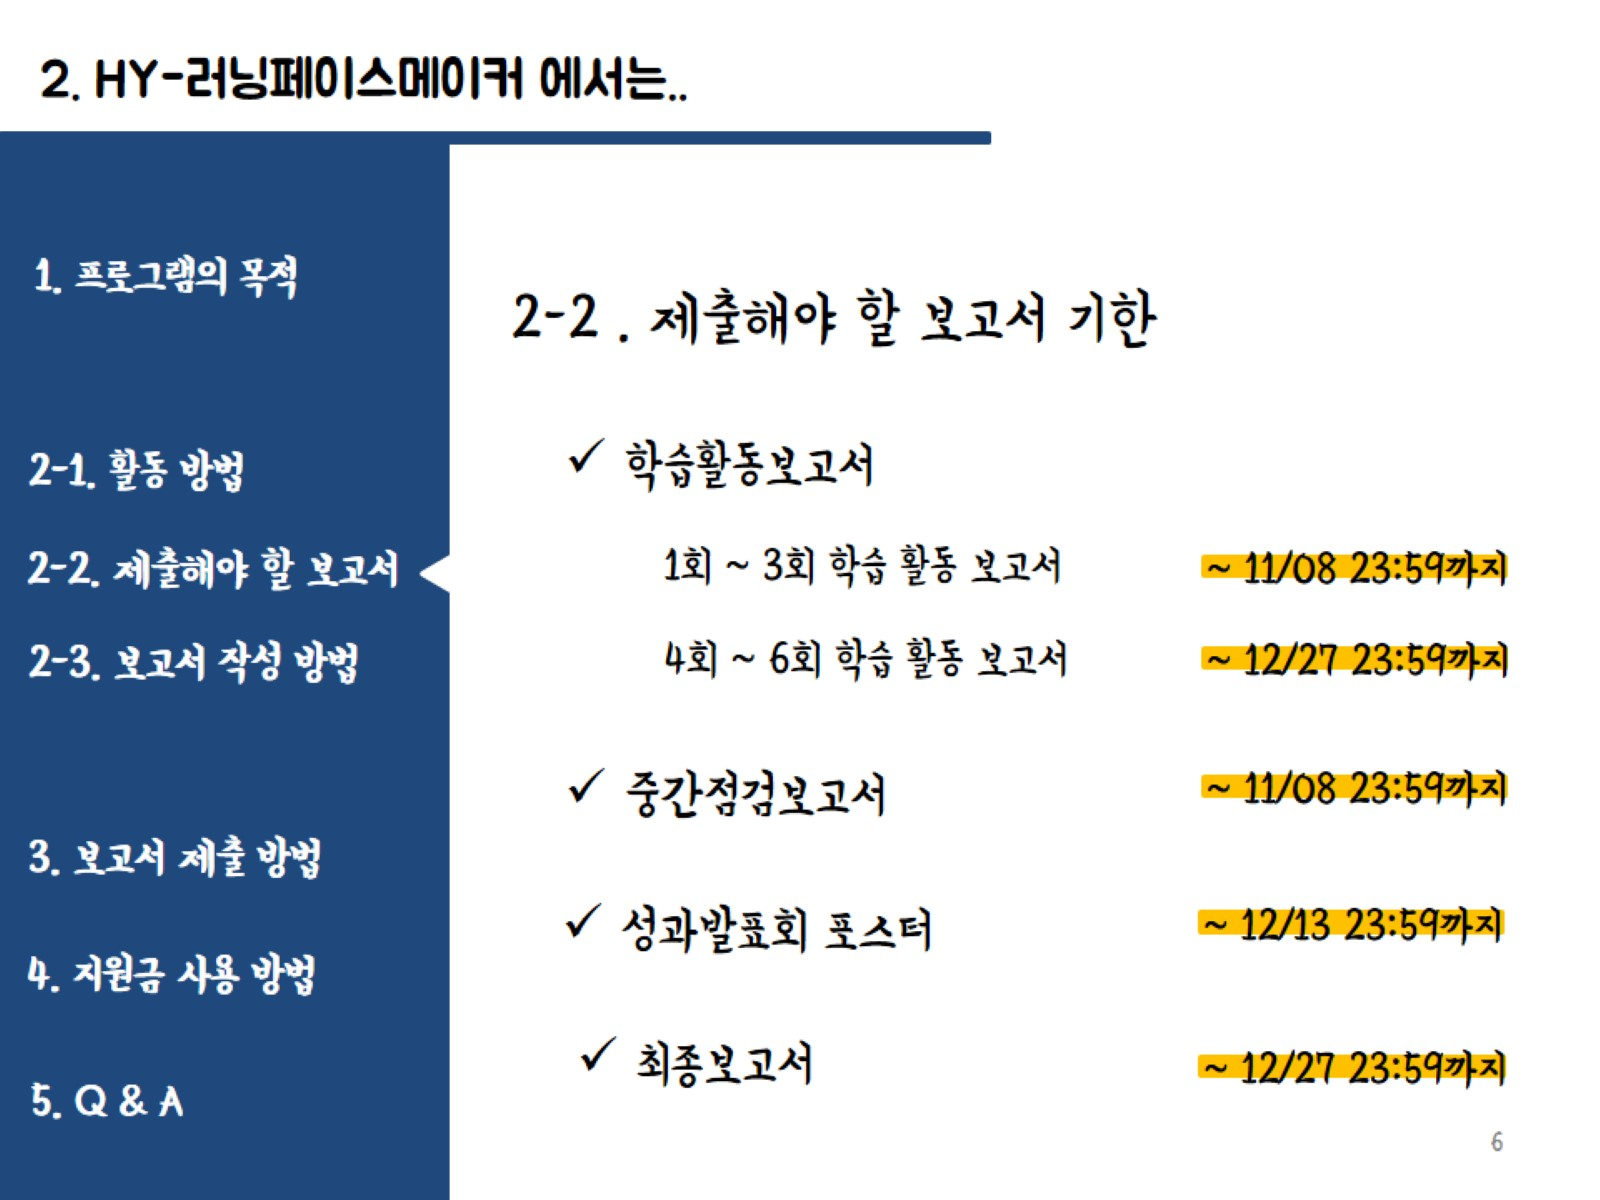 2. HY-러닝페이스메이커 에서는..
1. 프로그램의 목적
2-1. 활동 방법
2-2. 제출해야 할 보고서
2-3. 보고서 작성 방법
3. 보고서 제출 방법
4. 지원금 사용 방법
5. Q & A
2-2 . 제출해야 할 보고서 기한
✓ 학습활동보고서
1회 ~ 3회 학습 활동 보고서 ~ 11/08 23:59까지
4회 ~ 6회 학습 활동 보고서 ~ 12/27 23:59까지
✓ 중간점검보고서 ~ 11/08 23:59까지
✓ 성과발표회 포스터 ~ 12/13 23:59까지
✓ 최종보고서 ~ 12/27 23:59까지
6